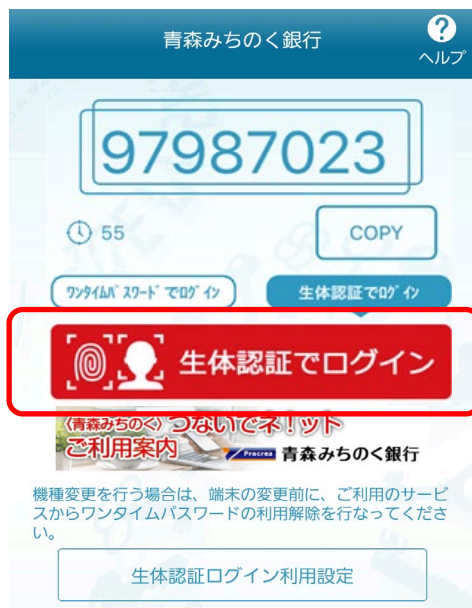 青森みちのく銀行
?
ヘルプ
97987023
55
COPY
ﾜﾝﾀｲﾑﾊﾟｽﾜｰﾄﾞでﾛｸﾞｲﾝ
生体認証でﾛｸﾞｲﾝ
生体認証でログイン
〈青森みちのく〉つないでネ!ット
ご利用案内
Procrea 青森みちのく銀行
機種変更を行う場合は、端末の変更前に、ご利用のサービ
スからワンタイムパスワードの利用解除を行なってくださ
い。
生体認証ログイン利用設定